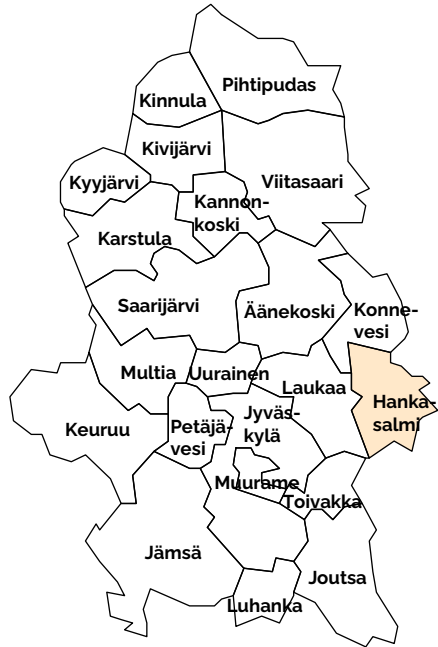 Pihtipudas
Kinnula
Kivijärvi
Kyyjärvi
Viitasaari
Kannon-
koski
Karstula
Saarijärvi
Äänekoski
Konne-
vesi
Multia
Uurainen
Laukaa
Hanka-
salmi
Keuruu
Petäjä-
vesi
Jyväs-
kylä
Muurame
Toivakka
Jämsä
Joutsa
Luhanka